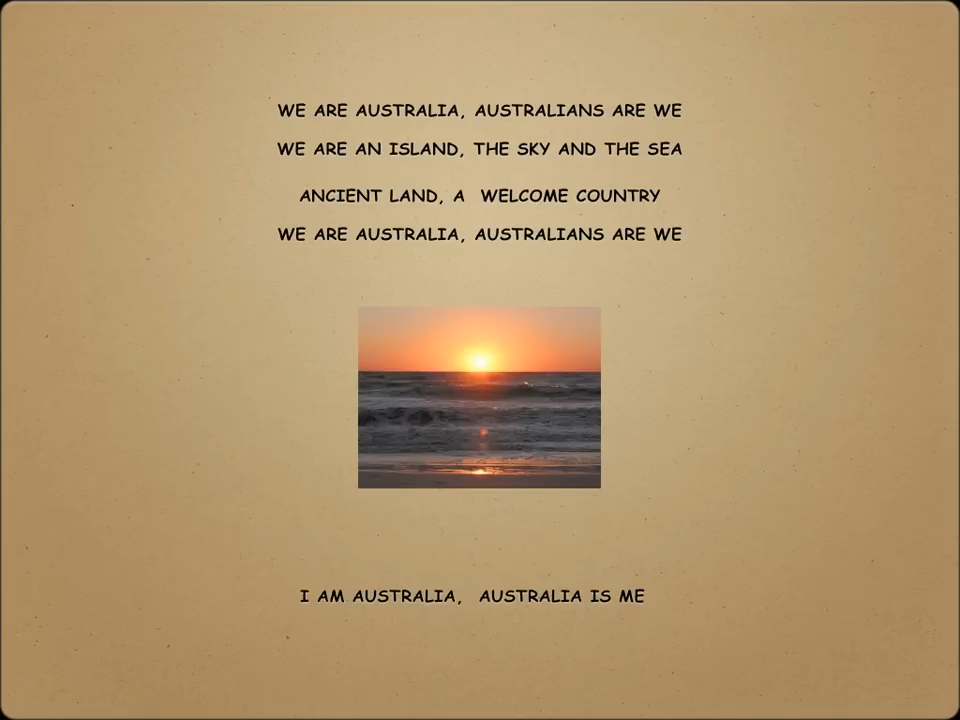 WE ARE AUSTRALIA, AUSTRALIANS ARE WE
WE ARE AN ISLAND, THE SKY AND THE SEA
ANCIENT LAND, A  WELCOME COUNTRY
WE ARE AUSTRALIA, AUSTRALIANS ARE WE
I AM AUSTRALIA,  AUSTRALIA IS ME